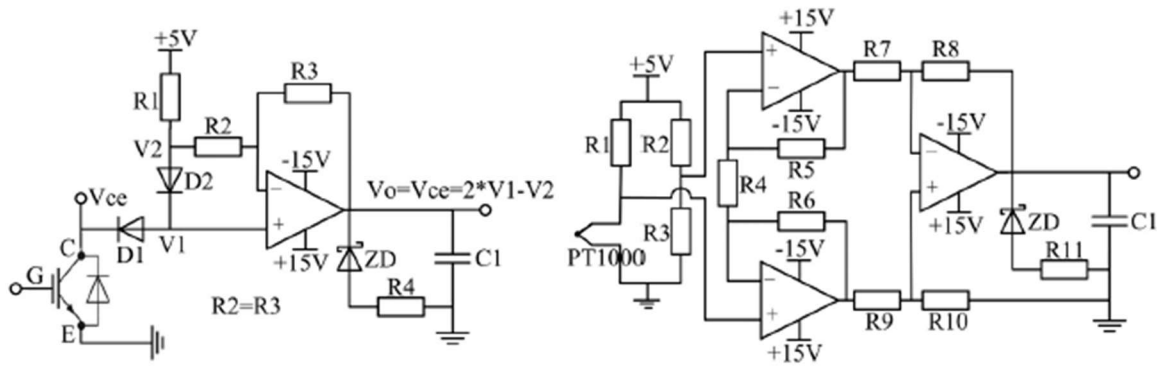 +5V
R1
V2
R2
R3
D2
-15V
Vo=Vce=2*V1-V2
Vce
D1
V1
+15V
C
G
E
ZD
R4
C1
R2=R3
+15V
+5V
R7
R8
R1
R2
-15V
-15V
R5
R4
R6
R3
PT1000
-15V
+15V
ZD
C1
R11
R9
R10
+15V